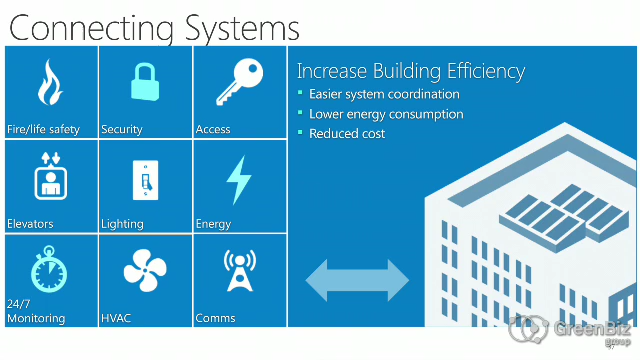 Connecting Systems
Fire/life safety
Security
Access
Elevators
Lighting
Energy
24/7
Monitoring
HVAC
Comms
Increase Building Efficiency
Easier system coordination
Lower energy consumption
Reduced cost
GreenBiz
group